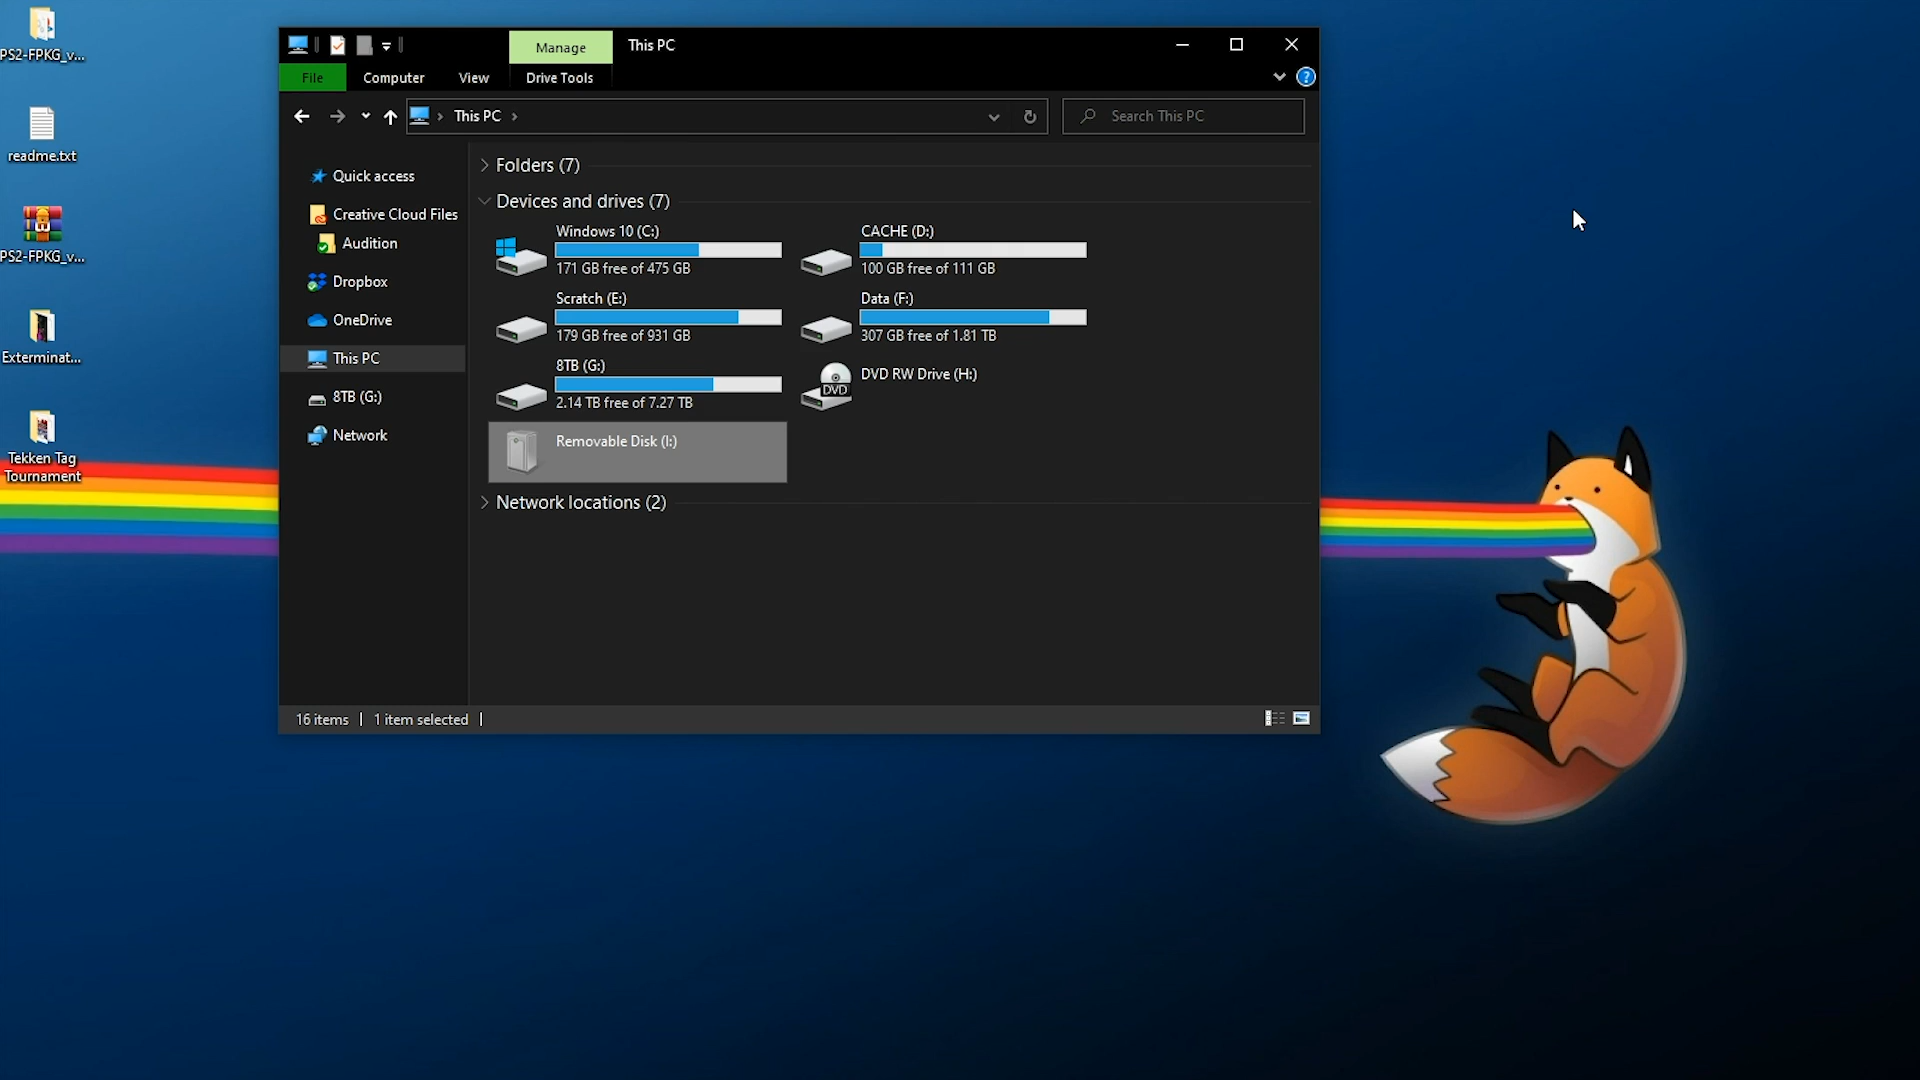 PS2-FPKG_v...
readme.txt
PS2-FPKG_v...
Exterminat...
Tekken Tag
Tournament
Manage
This PC
File
Computer
View
Drive Tools
?
This PC
Search This PC
Quick access
Creative Cloud Files
Audition
Dropbox
OneDrive
This PC
8TB (G:)
Network
Folders (7)
Devices and drives (7)
Windows 10 (C:)
171 GB free of 475 GB
CACHE (D:)
100 GB free of 111 GB
Scratch (E:)
179 GB free of 931 GB
Data (F:)
307 GB free of 1.81 TB
8TB (G:)
2.14 TB free of 7.27 TB
DVD
DVD RW Drive (H:)
Removable Disk (I:)
Network locations (2)
16 items
1 item selected